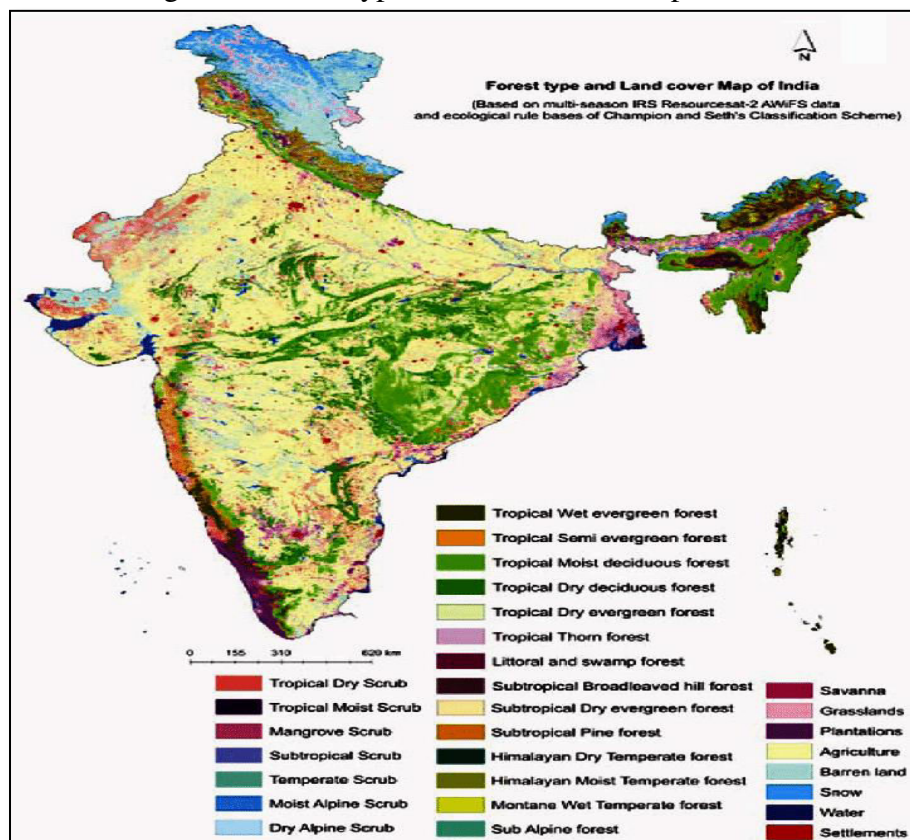 N
Forest type and Land cover Map of India
(Based on multi-season IRS Resourcesat-2 AWiFS data
and ecological rule bases of Champion and Seth's Classification Scheme)
0 155 310 620 km
Tropical Wet evergreen forest
Tropical Semi evergreen forest
Tropical Moist deciduous forest
Tropical Dry deciduous forest
Tropical Dry evergreen forest
Tropical Thorn forest
Littoral and swamp forest
Subtropical Broadleaved hill forest
Subtropical Dry evergreen forest
Subtropical Pine forest
Himalayan Dry Temperate forest
Himalayan Moist Temperate forest
Montane Wet Temperate forest
Sub Alpine forest
Tropical Dry Scrub
Tropical Moist Scrub
Mangrove Scrub
Subtropical Scrub
Temperate Scrub
Moist Alpine Scrub
Dry Alpine Scrub
Savanna
Grasslands
Plantations
Agriculture
Barren land
Snow
Water
Settlements